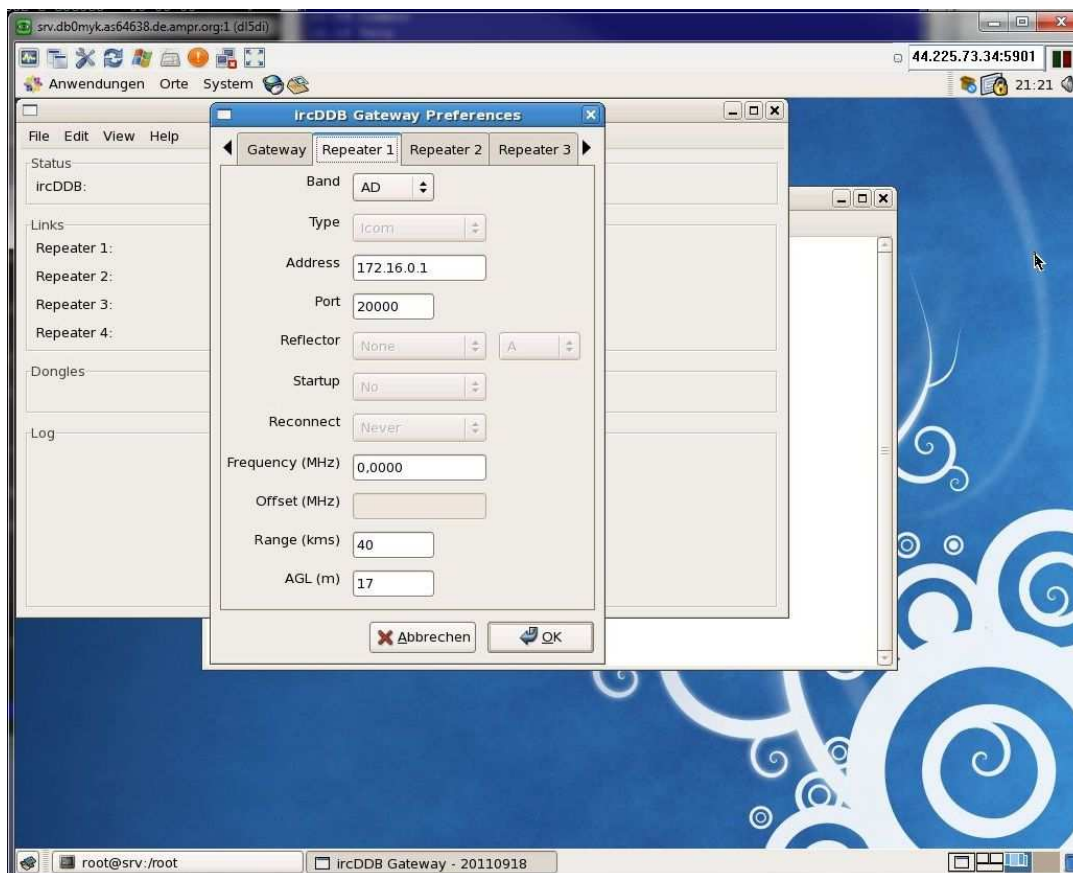 srv.db0myk.as64638.de.ampr.org:1 (dl5di)
44.225.73.34:5901
Anwendungen Orte System
21:21
ircDDB Gateway Preferences
File Edit View Help
Gateway Repeater 1 Repeater 2 Repeater 3
Status
ircDDB:
Links
Repeater 1:
Repeater 2:
Repeater 3:
Repeater 4:
Dongles
Log
Band AD
Type Icom
Address 172.16.0.1
Port 20000
Reflector None A
Startup No
Reconnect Never
Frequency (MHz) 0,0000
Offset (MHz)
Range (kms) 40
AGL (m) 17
Abbrechen OK
root@srv:/root
ircDDB Gateway - 20110918